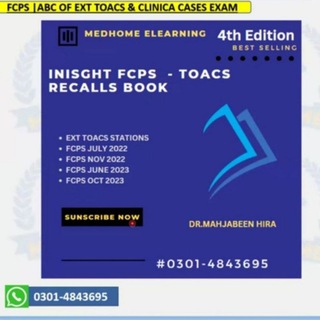 FCPS |ABC OF EXT TOACS & CLINICA CASES EXAM
MEDHOME ELEARNING
4th Edition
BEST SELLING
INISGHT FCPS - TOACS
RECALLS BOOK
• EXT TOACS STATIONS
• FCPS JULY 2022
• FCPS NOV 2022
• FCPS JUNE 2023
• FCPS OCT 2023
SUNSCRIBE NOW
DR.MAHJABEEN HIRA
#0301-4843695
0301-4843695